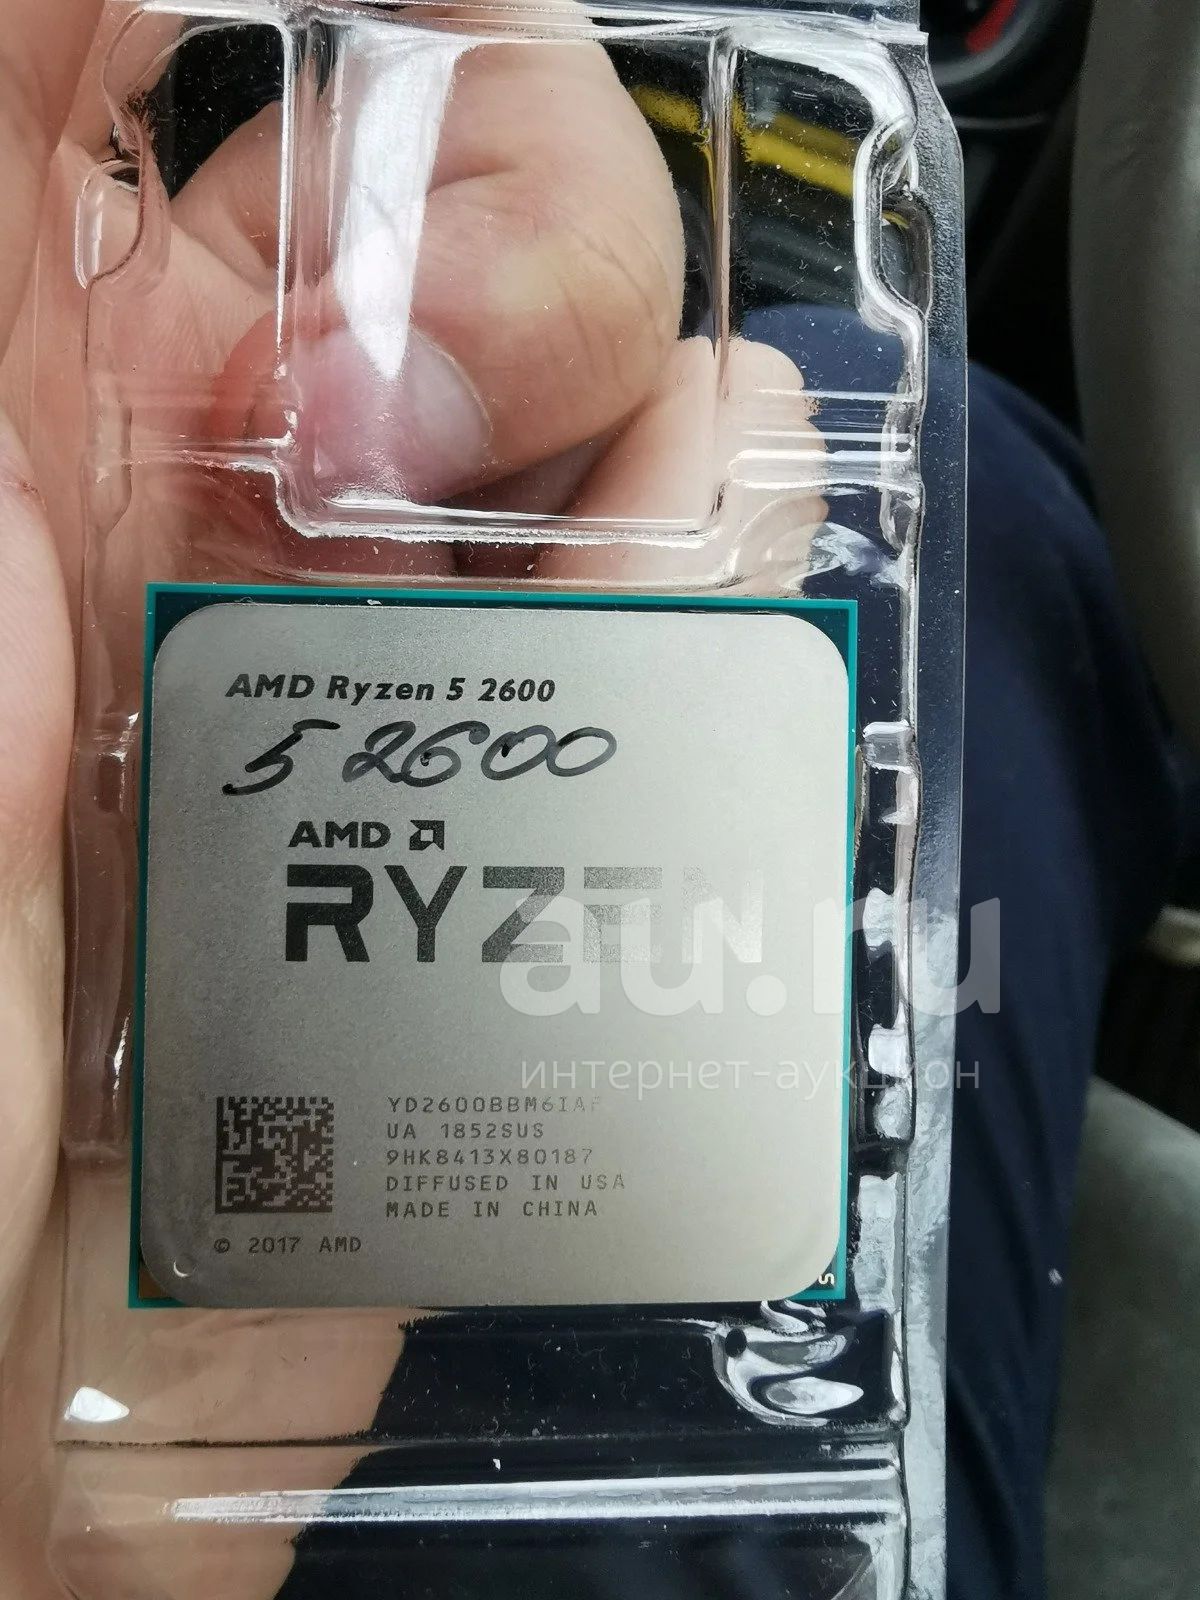 AMD Ryzen 5 2600
5 2600
AMD
RYZEN
au.ru
интернет-аукцион
YD2600BBM6IAF
UA 1852SUS
9HK8413X80187
DIFFUSED IN USA
MADE IN CHINA
© 2017 AMD
S